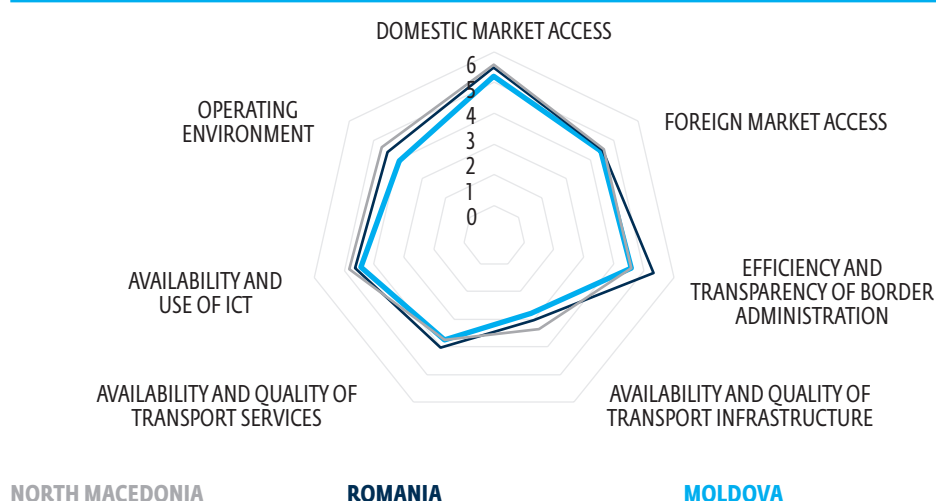 DOMESTIC MARKET ACCESS
6
5
4
3
2
1
0
OPERATING
ENVIRONMENT
FOREIGN MARKET ACCESS
AVAILABILITY AND
USE OF ICT
EFFICIENCY AND
TRANSPARENCY OF BORDER
ADMINISTRATION
AVAILABILITY AND QUALITY OF
TRANSPORT SERVICES
AVAILABILITY AND QUALITY OF
TRANSPORT INFRASTRUCTURE
NORTH MACEDONIA
ROMANIA
MOLDOVA